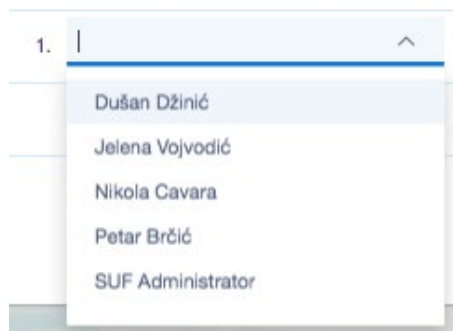 1.
Dušan Džinić
Jelena Vojvodić
Nikola Cavara
Petar Brčić
SUF Administrator